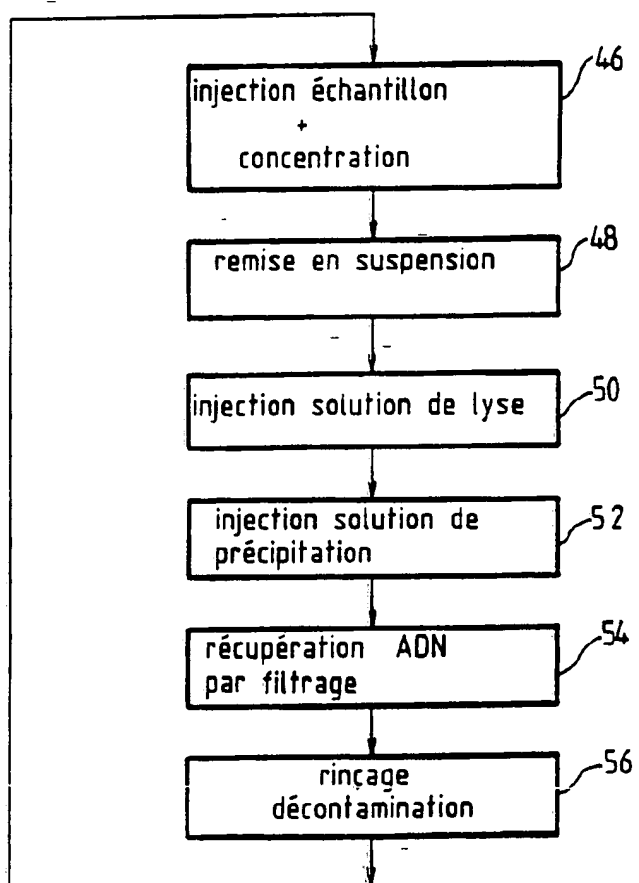 injection échantillon
+
concentration
46
remise en suspension
48
injection solution de lyse
50
injection solution de
précipitation
52
récupération ADN
par filtrage
54
rinçage
décontamination
56